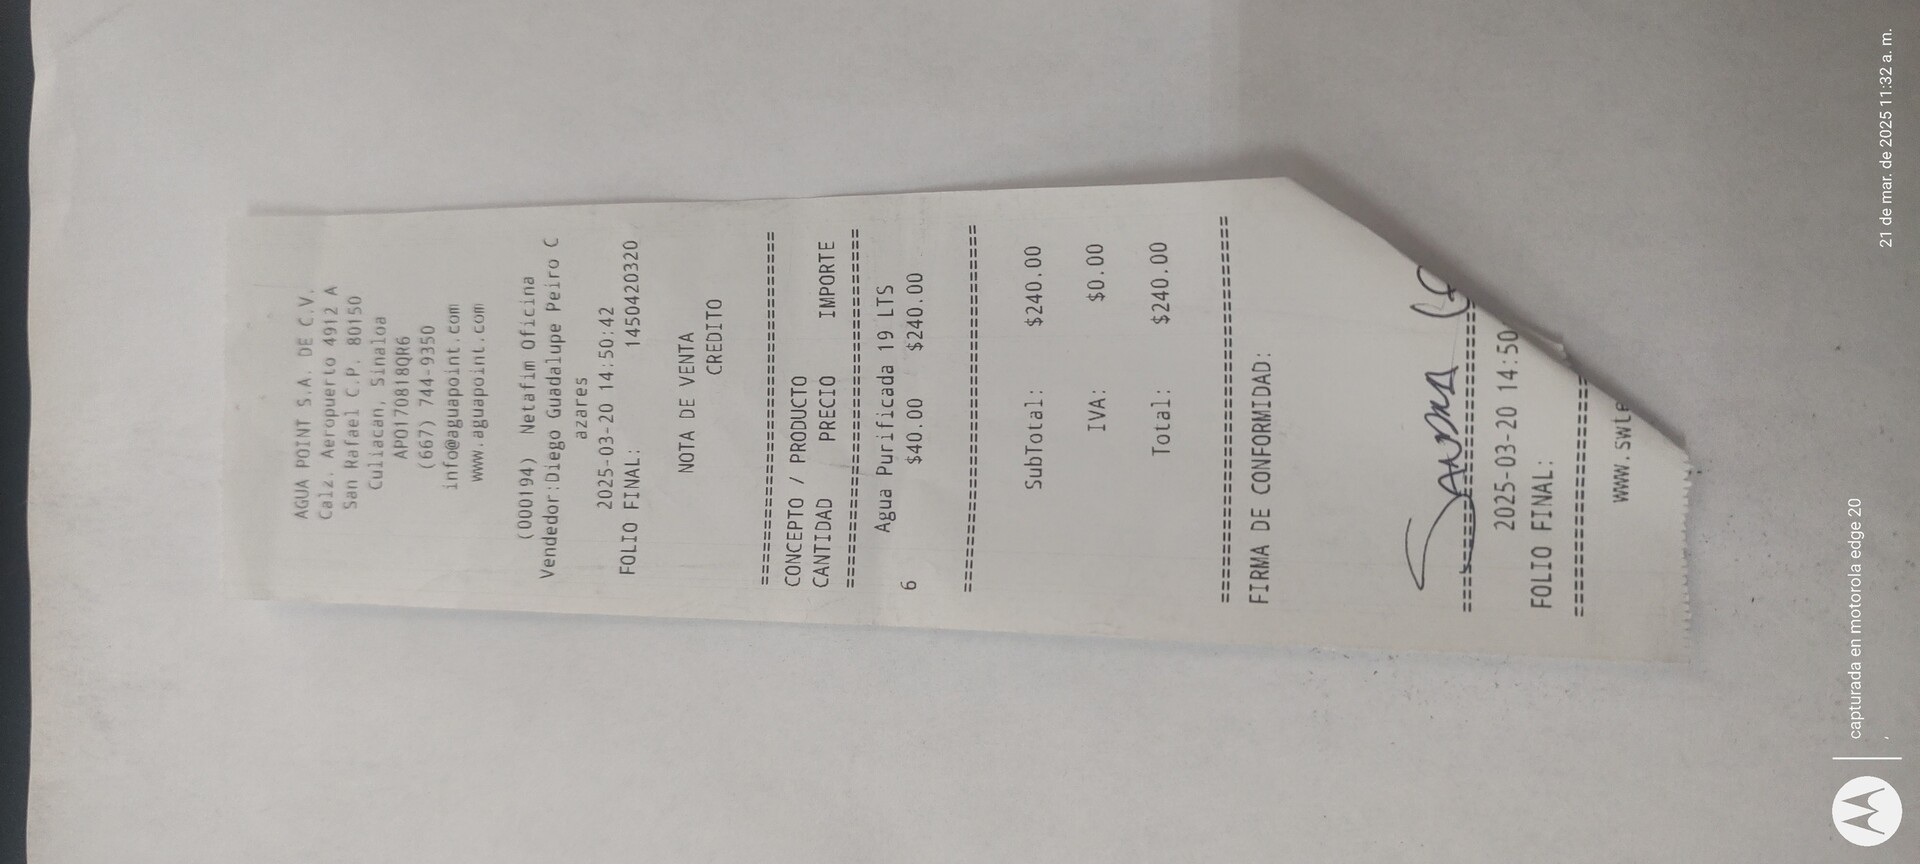 AGUA POINT S.A. DE C.V.
Calz. Aeropuerto 4912 A
San Rafael C.P. 80150
Culiacan, Sinaloa
APO170818QR6
(667) 744-9350
info@aguapoint.com
www.aguapoint.com
(000194) Netafim Oficina
Vendedor:Diego Guadalupe Peiro C
azares
2025-03-20 14:50:42
FOLIO FINAL: 1450420320
NOTA DE VENTA
CREDITO
================================
CONCEPTO / PRODUCTO
CANTIDAD PRECIO IMPORTE
================================
Agua Purificada 19 LTS
6 $40.00 $240.00
================================
SubTotal: $240.00
IVA: $0.00
Total: $240.00
================================
FIRMA DE CONFORMIDAD:
SANDRA
================================
2025-03-20 14:50
FOLIO FINAL:
================================
www.swte
capturada en motorola edge 20
21 de mar. de 2025 11:32 a. m.